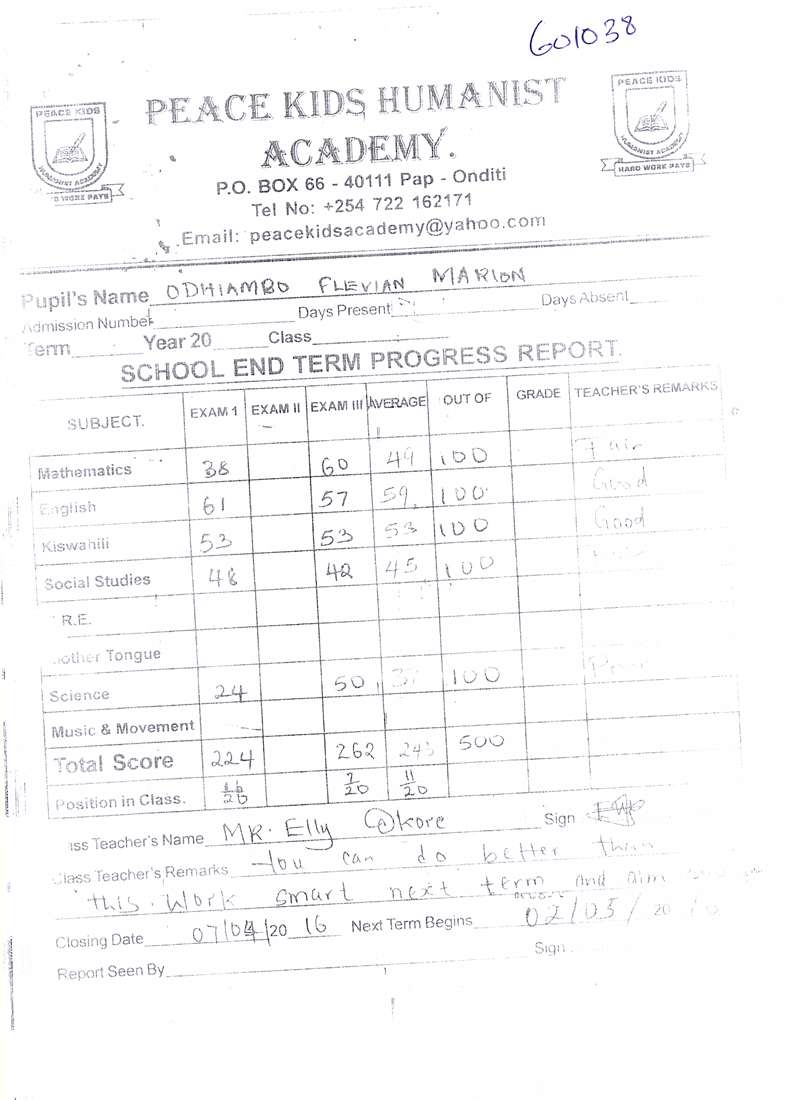 601038
PEACE KIDS
HUMANIST ACADEMY
WORK PAYS
PEACE KIDS HUMANIST
ACADEMY.
PEACE KIDS
HUMANIST ACADEMY
HARD WORK PAYS
P.O. BOX 66 - 40111 Pap - Onditi
Tel No: +254 722 162171
Email: peacekidsacademy@yahoo.com
Pupil's Name ODHIAMBO FLEVIAN MARION
Admission Number Days Present Days Absent
Term Year 20 Class
SCHOOL END TERM PROGRESS REPORT.
SUBJECT. EXAM 1 EXAM II EXAM III AVERAGE OUT OF GRADE TEACHER'S REMARKS
Mathematics 38 60 49 100 Fair
English 61 57 59 100 Good
Kiswahili 53 53 53 100 Good
Social Studies 48 42 45 100
R.E.
other Tongue
Science 24 50 37 100
Music & Movement
Total Score 224 262 243 500
Position in Class. 7/20 11/20
ss Teacher's Name MR. Elly Okore Sign
Class Teacher's Remarks You can do better than
this. Work smart next term and aim
Closing Date 07/04/20 16 Next Term Begins 02/05/ 20
Report Seen By Sign